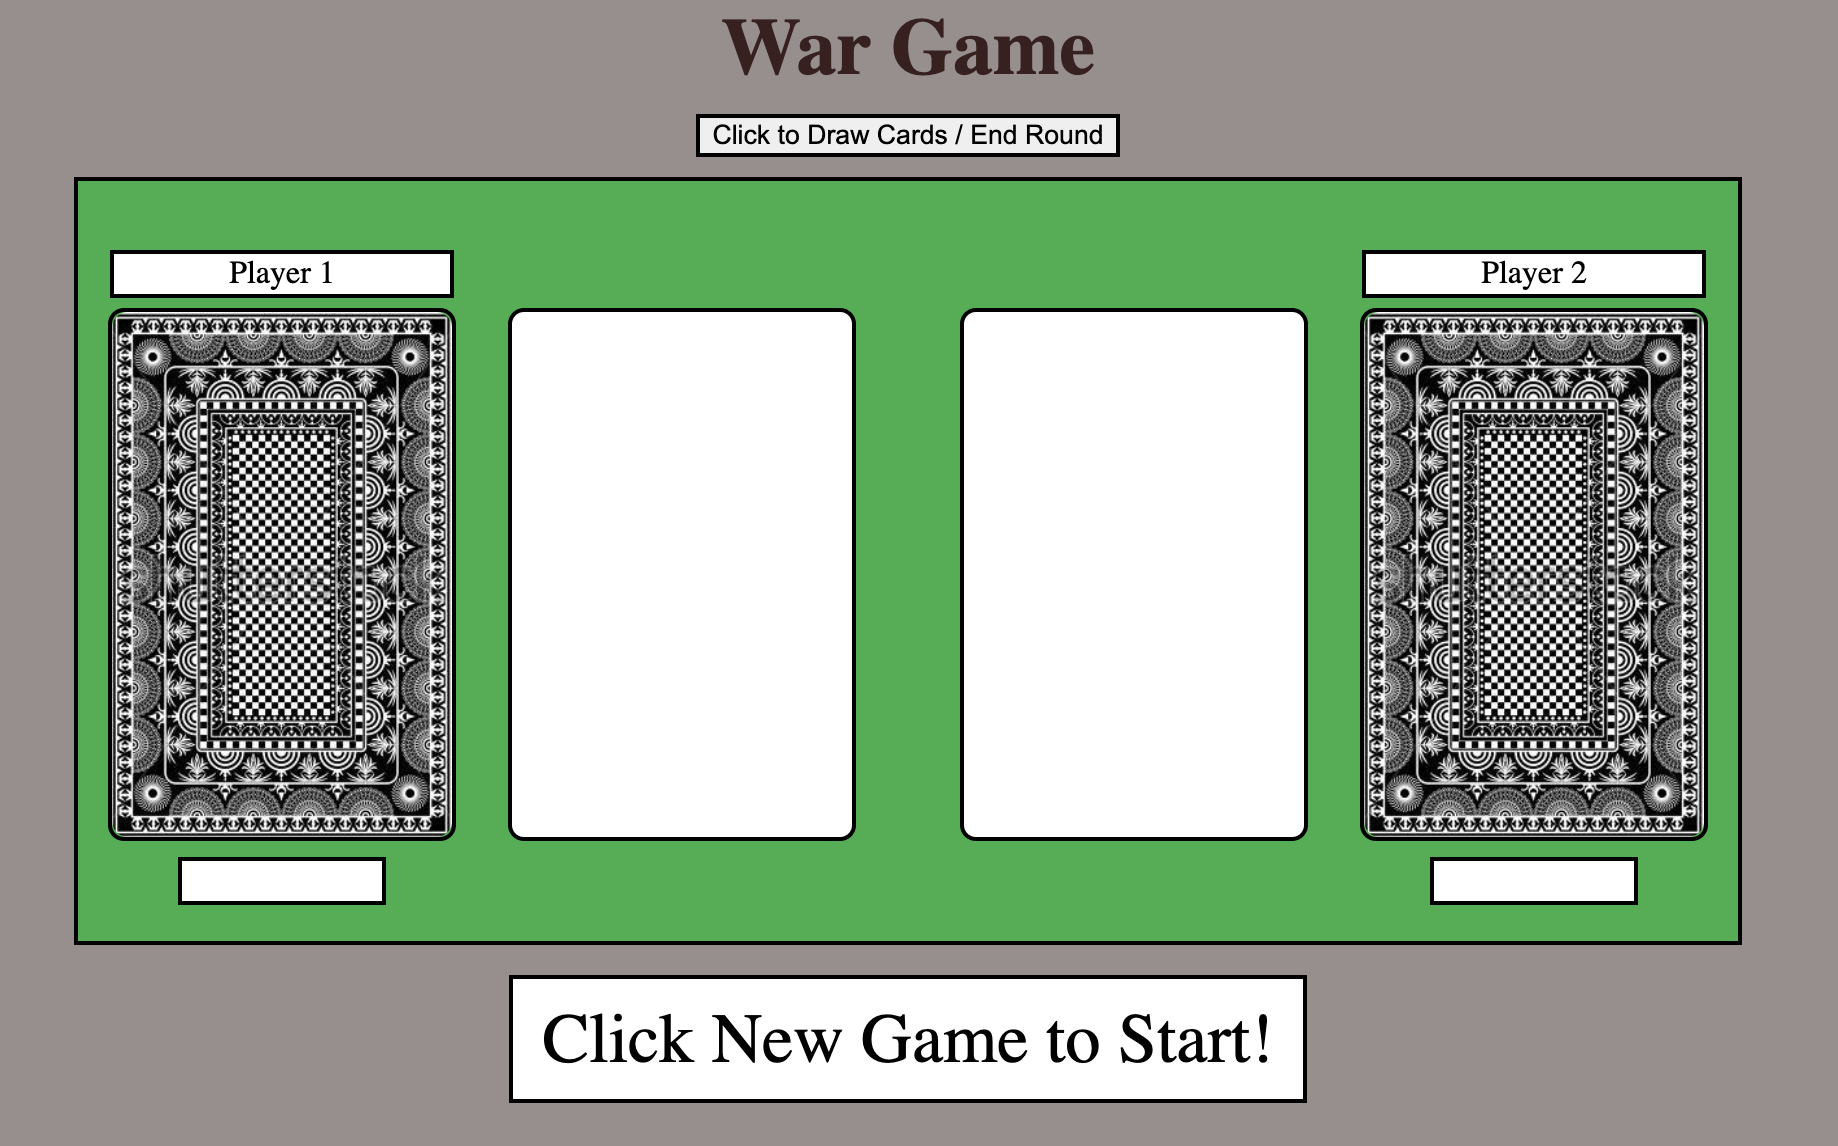 War Game
Click to Draw Cards / End Round
Player 1
Player 2
Click New Game to Start!